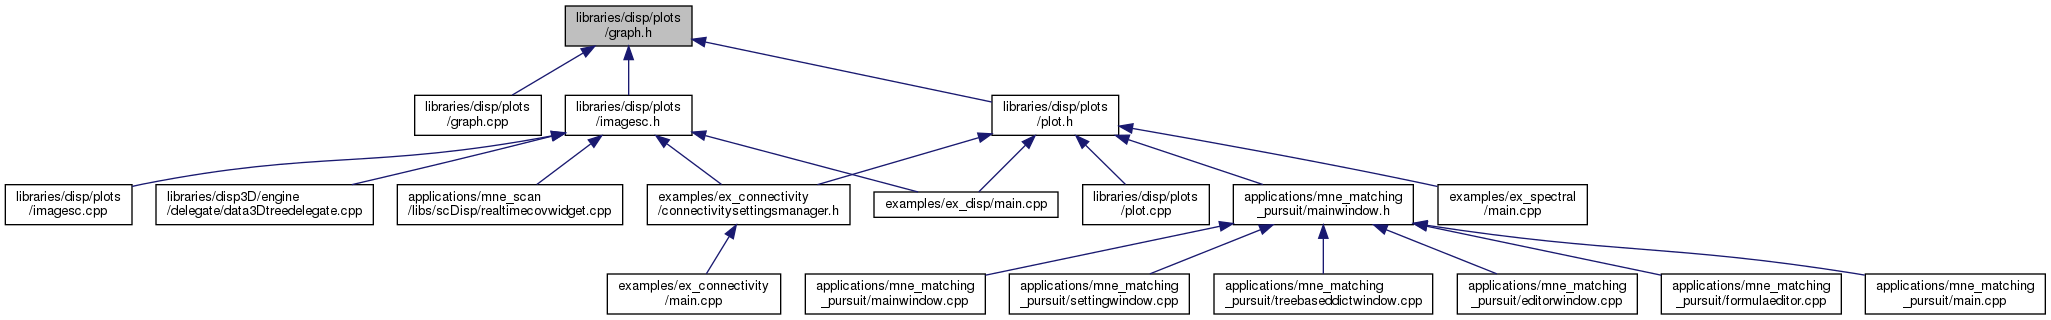 libraries/disp/plots
/graph.h
libraries/disp/plots
/graph.cpp
libraries/disp/plots
/imagesc.h
libraries/disp/plots
/plot.h
libraries/disp/plots
/imagesc.cpp
libraries/disp3D/engine
/delegate/data3Dtreedelegate.cpp
applications/mne_scan
/libs/scDisp/realtimecovwidget.cpp
examples/ex_connectivity
/connectivitysettingsmanager.h
examples/ex_disp/main.cpp
libraries/disp/plots
/plot.cpp
applications/mne_matching
_pursuit/mainwindow.h
examples/ex_spectral
/main.cpp
examples/ex_connectivity
/main.cpp
applications/mne_matching
_pursuit/mainwindow.cpp
applications/mne_matching
_pursuit/settingwindow.cpp
applications/mne_matching
_pursuit/treebaseddictwindow.cpp
applications/mne_matching
_pursuit/editorwindow.cpp
applications/mne_matching
_pursuit/formulaeditor.cpp
applications/mne_matching
_pursuit/main.cpp